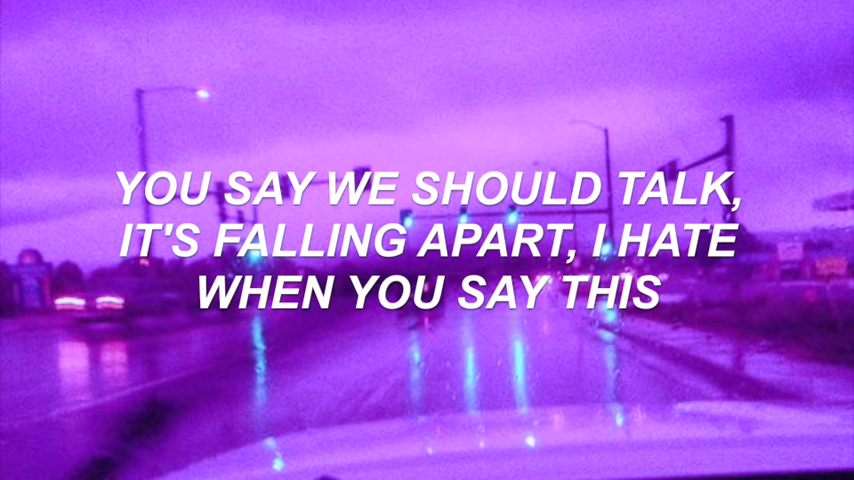 YOU SAY WE SHOULD TALK,
IT'S FALLING APART, I HATE
WHEN YOU SAY THIS